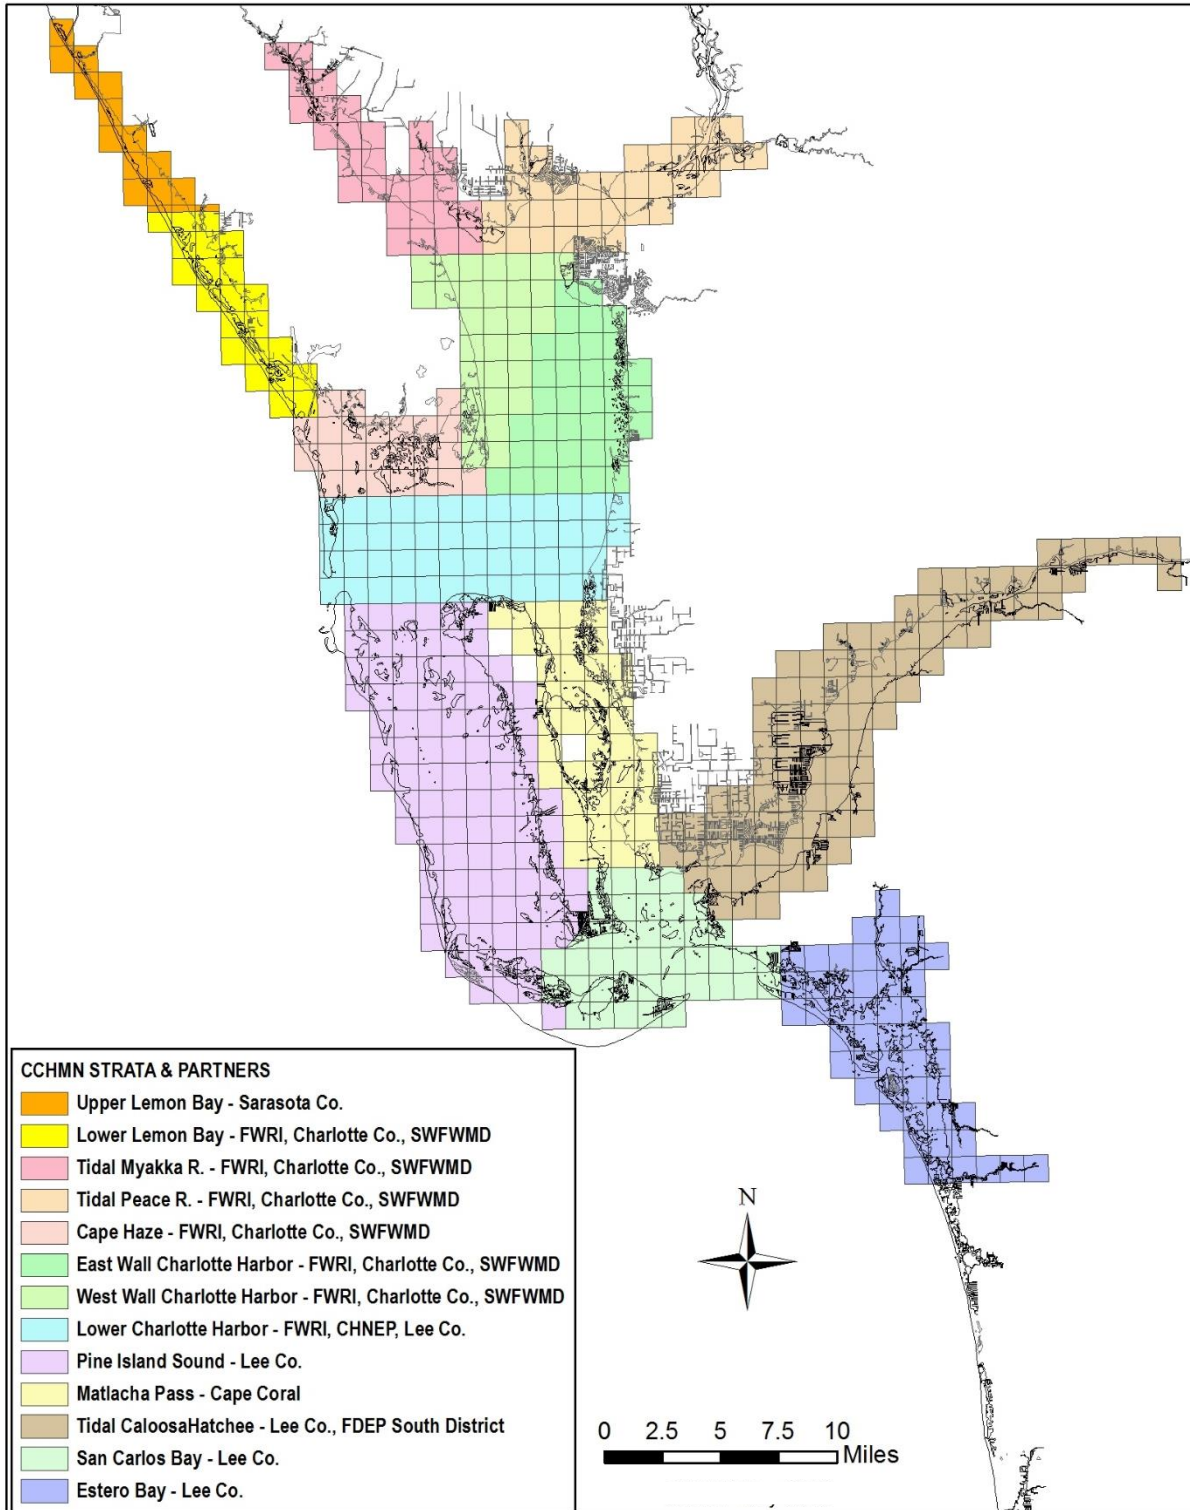 CCHMN STRATA & PARTNERS
Upper Lemon Bay - Sarasota Co.
Lower Lemon Bay - FWRI, Charlotte Co., SWFWMD
Tidal Myakka R. - FWRI, Charlotte Co., SWFWMD
Tidal Peace R. - FWRI, Charlotte Co., SWFWMD
Cape Haze - FWRI, Charlotte Co., SWFWMD
East Wall Charlotte Harbor - FWRI, Charlotte Co., SWFWMD
West Wall Charlotte Harbor - FWRI, Charlotte Co., SWFWMD
Lower Charlotte Harbor - FWRI, CHNEP, Lee Co.
Pine Island Sound - Lee Co.
Matlacha Pass - Cape Coral
Tidal CaloosaHatchee - Lee Co., FDEP South District
San Carlos Bay - Lee Co.
Estero Bay - Lee Co.
N
0 2.5 5 7.5 10
Miles